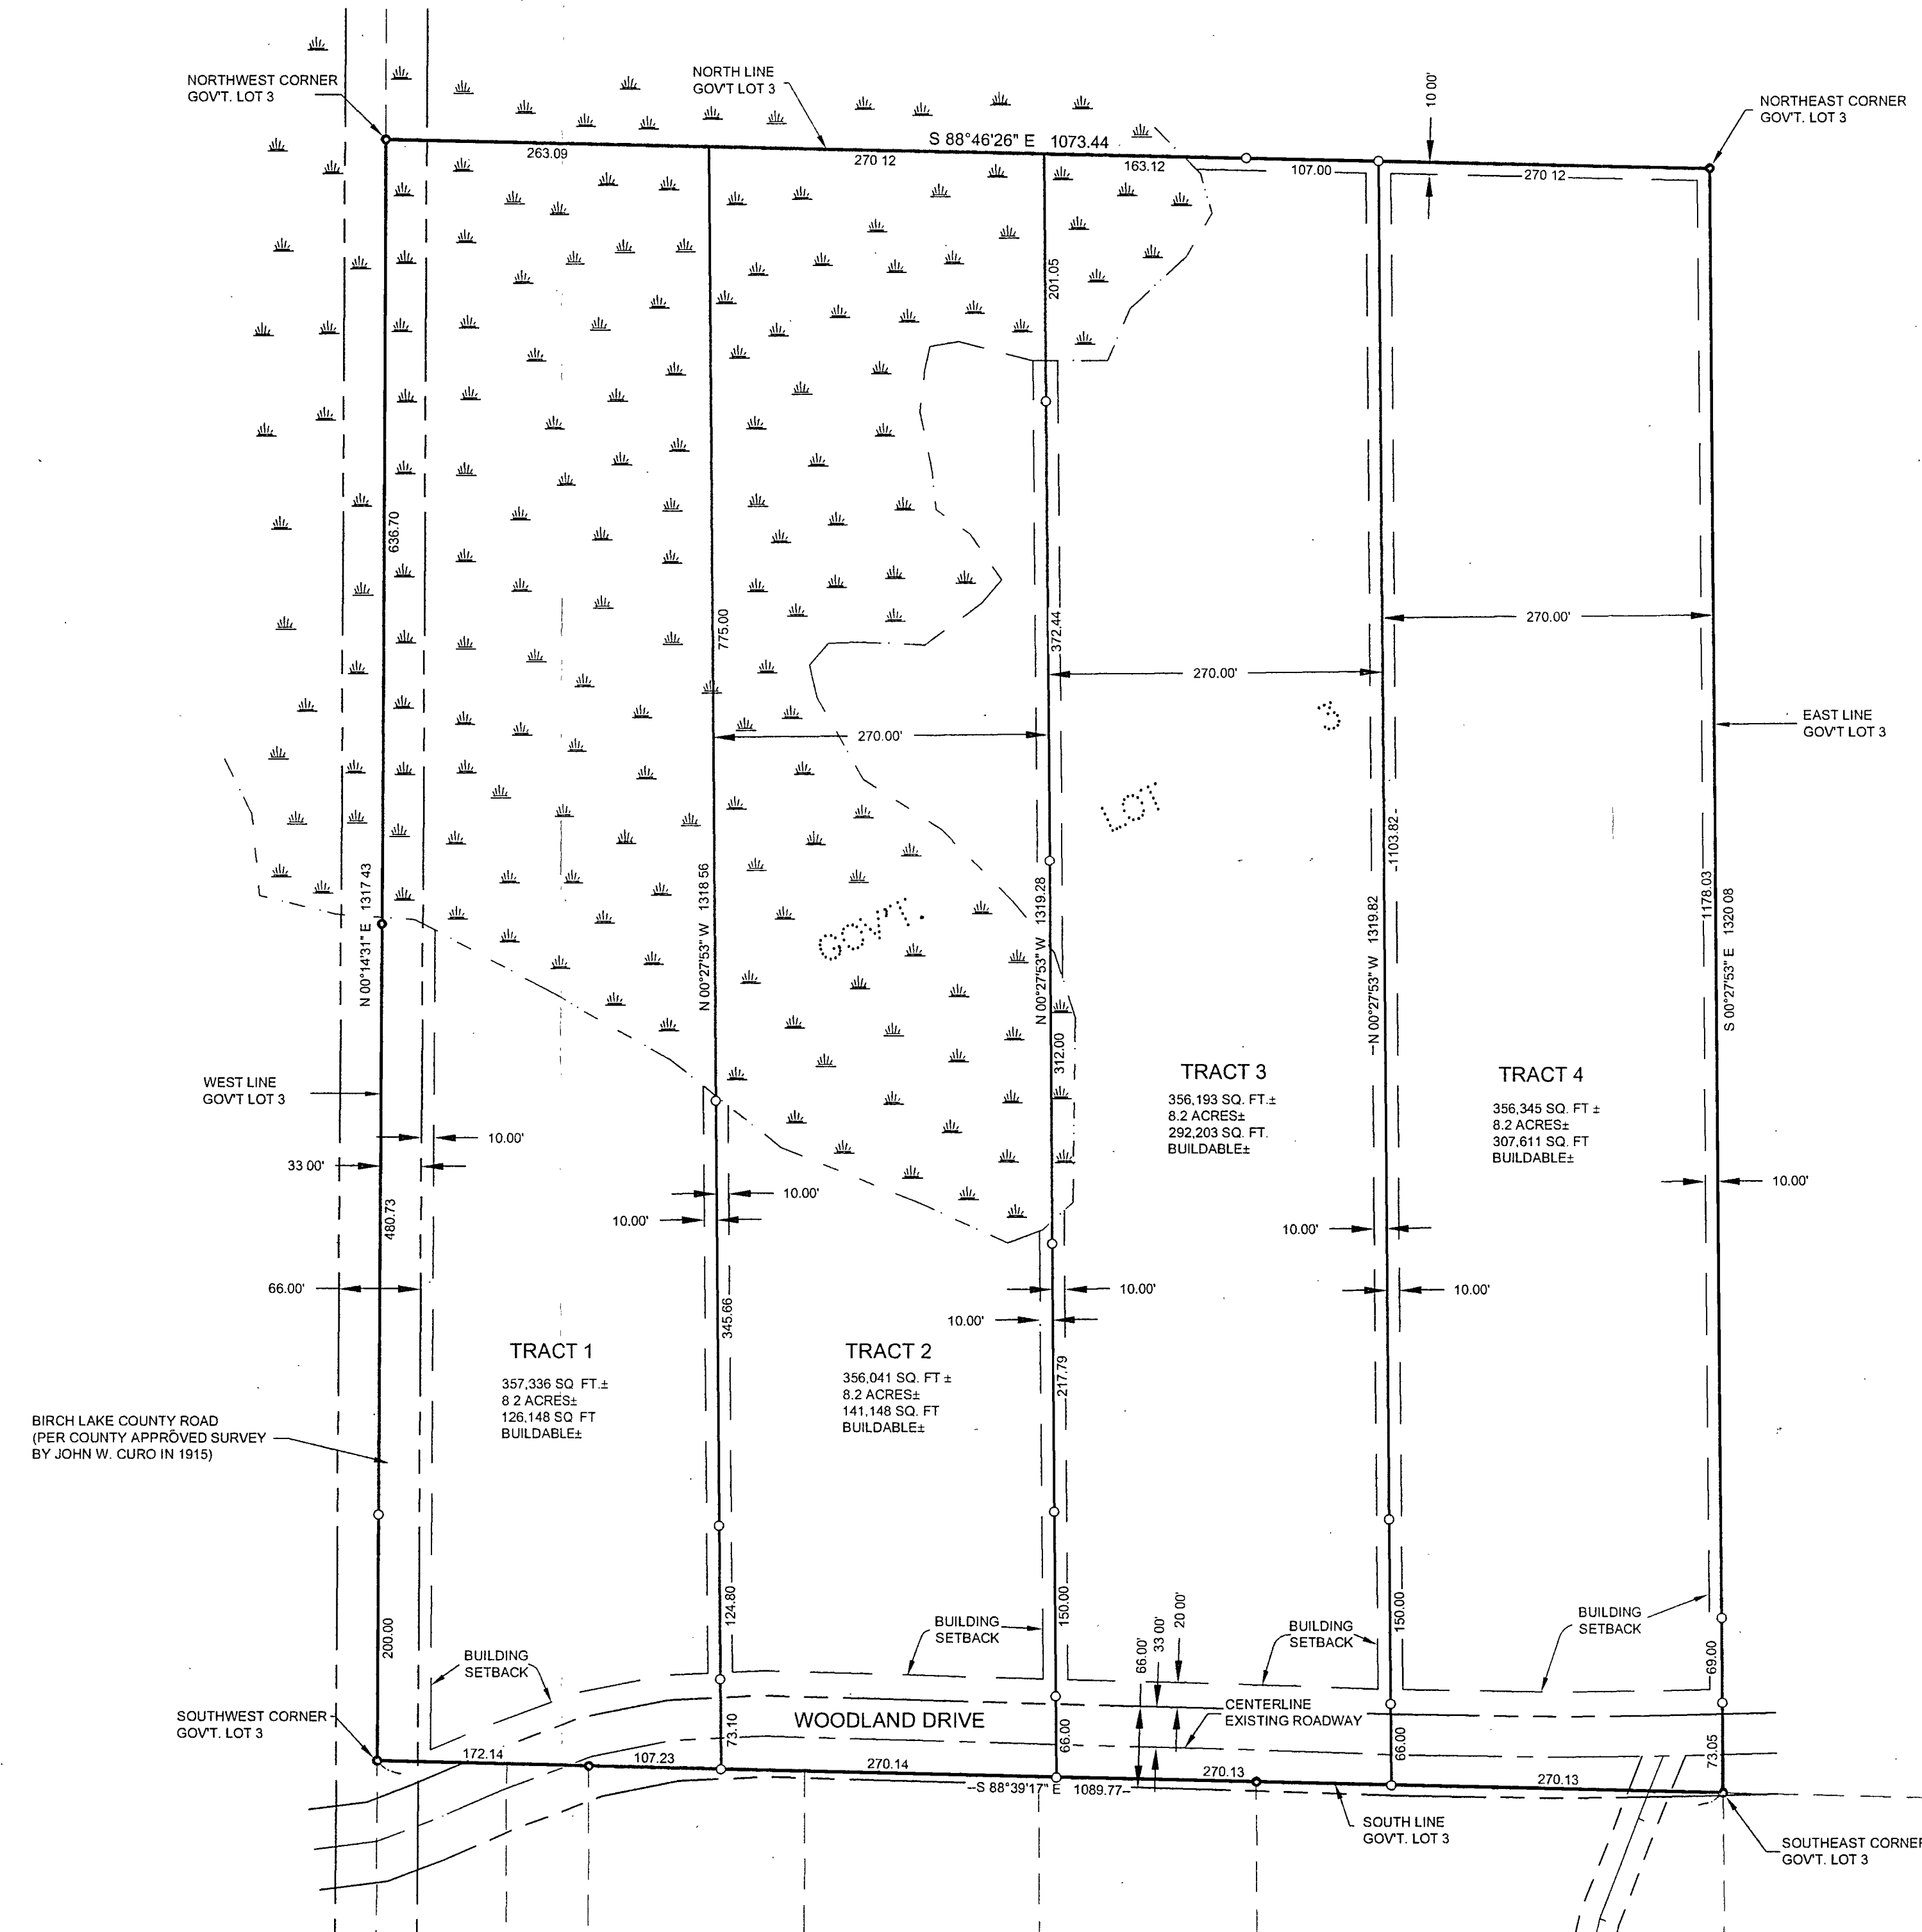 NORTHWEST CORNER
GOV'T. LOT 3
NORTH LINE
GOV'T LOT 3
10 00'
NORTHEAST CORNER
GOV'T. LOT 3
S 88°46'26" E 1073.44
263.09
270 12
163.12
107.00
270 12
201.05
636.70
775.00
372.44
270.00'
270.00'
270.00'
3
LOT
GOV'T.
EAST LINE
GOV'T LOT 3
N 00°14'31" E 1317 43
N 00°27'53" W 1318 56
N 00°27'53" W 1319.28
--N 00°27'53" W 1319.82
-1103.82-
1178.03
S 00°27'53" E 1320 08
312.00
WEST LINE
GOV'T LOT 3
TRACT 3
356,193 SQ. FT.±
8.2 ACRES±
292,203 SQ. FT.
BUILDABLE±
TRACT 4
356,345 SQ. FT ±
8.2 ACRES±
307,611 SQ. FT
BUILDABLE±
10.00'
33 00'
10.00'
10.00'
10.00'
10.00'
480.73
66.00'
10.00'
10.00'
10.00'
345.66
217.79
TRACT 1
357,336 SQ FT.±
8 2 ACRES±
126,148 SQ FT
BUILDABLE±
TRACT 2
356,041 SQ. FT ±
8.2 ACRES±
141,148 SQ. FT
BUILDABLE±
BIRCH LAKE COUNTY ROAD
(PER COUNTY APPROVED SURVEY
BY JOHN W. CURO IN 1915)
200.00
124.80
150.00
150.00
69.00
BUILDING
SETBACK
BUILDING
SETBACK
BUILDING
SETBACK
BUILDING
SETBACK
66.00'
33 00'
20 00'
SOUTHWEST CORNER
GOV'T. LOT 3
WOODLAND DRIVE
CENTERLINE
EXISTING ROADWAY
73.10
66.00
66.00
73.05
172.14
107.23
270.14
270.13
270.13
--S 88°39'17" E 1089.77--
SOUTH LINE
GOV'T. LOT 3
SOUTHEAST CORNER
GOV'T. LOT 3